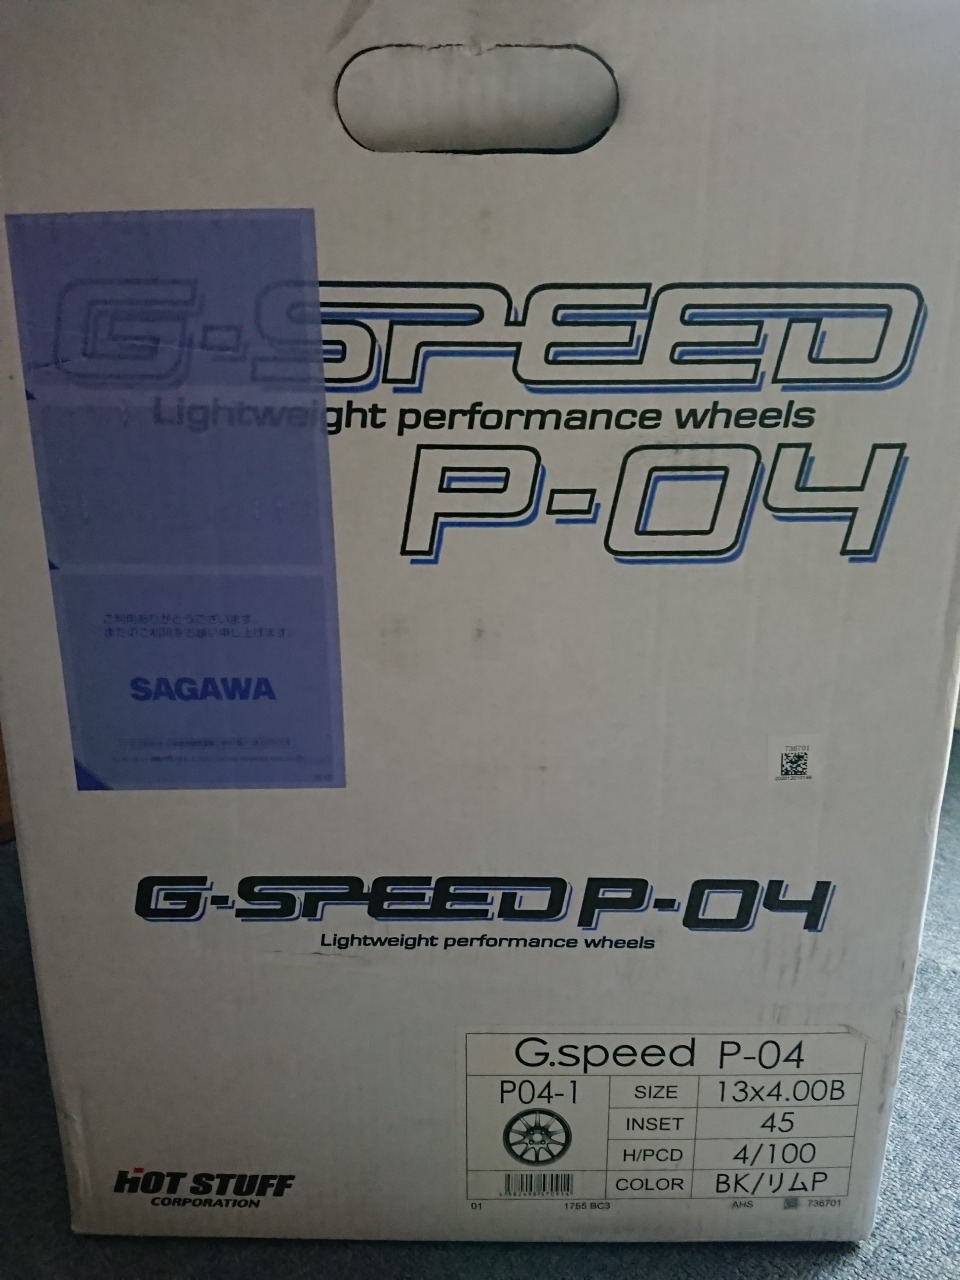 G-SPEED
Lightweight performance wheels
P-04
ご利用ありがとうございます。
またのご利用をお願い申し上げます。
SAGAWA
736701
G-SPEED P-04
Lightweight performance wheels
G.speed P-04
P04-1
SIZE 13x4.00B
INSET 45
H/PCD 4/100
COLOR BK/リムP
01 1755 BC3 AHS 736701
HOT STUFF
CORPORATION